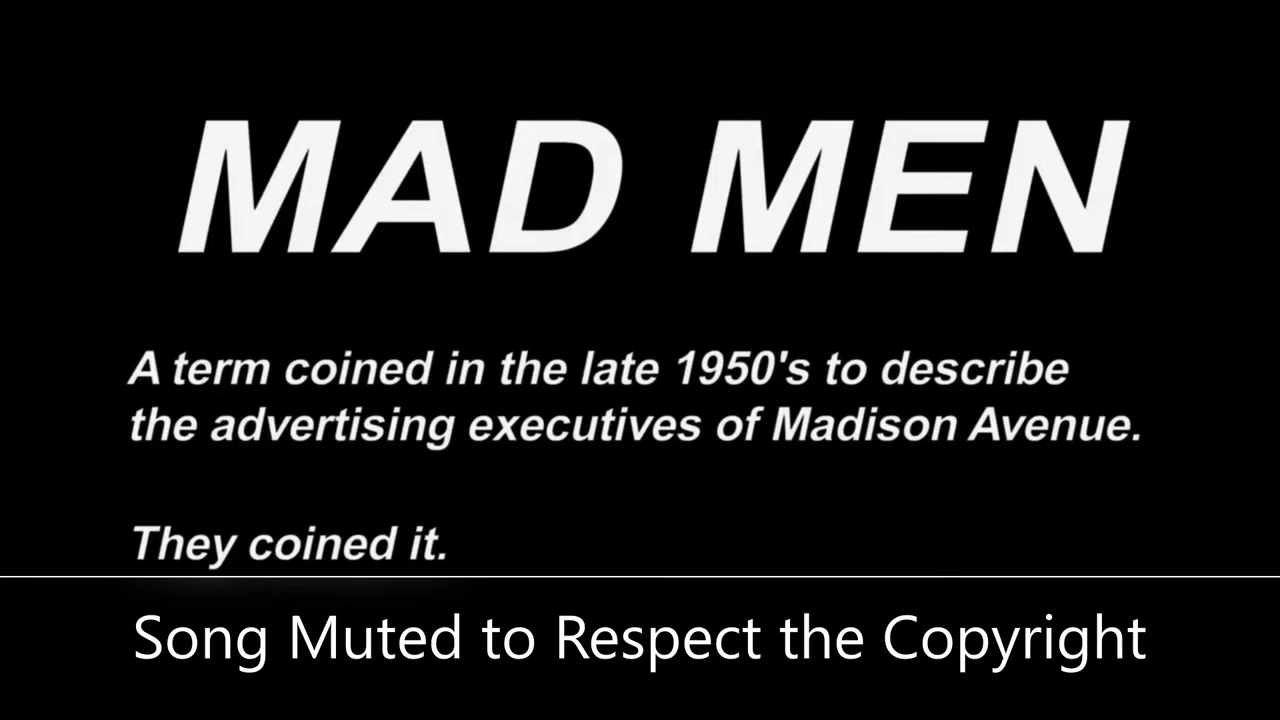 MAD MEN
A term coined in the late 1950's to describe
the advertising executives of Madison Avenue.
They coined it.
Song Muted to Respect the Copyright